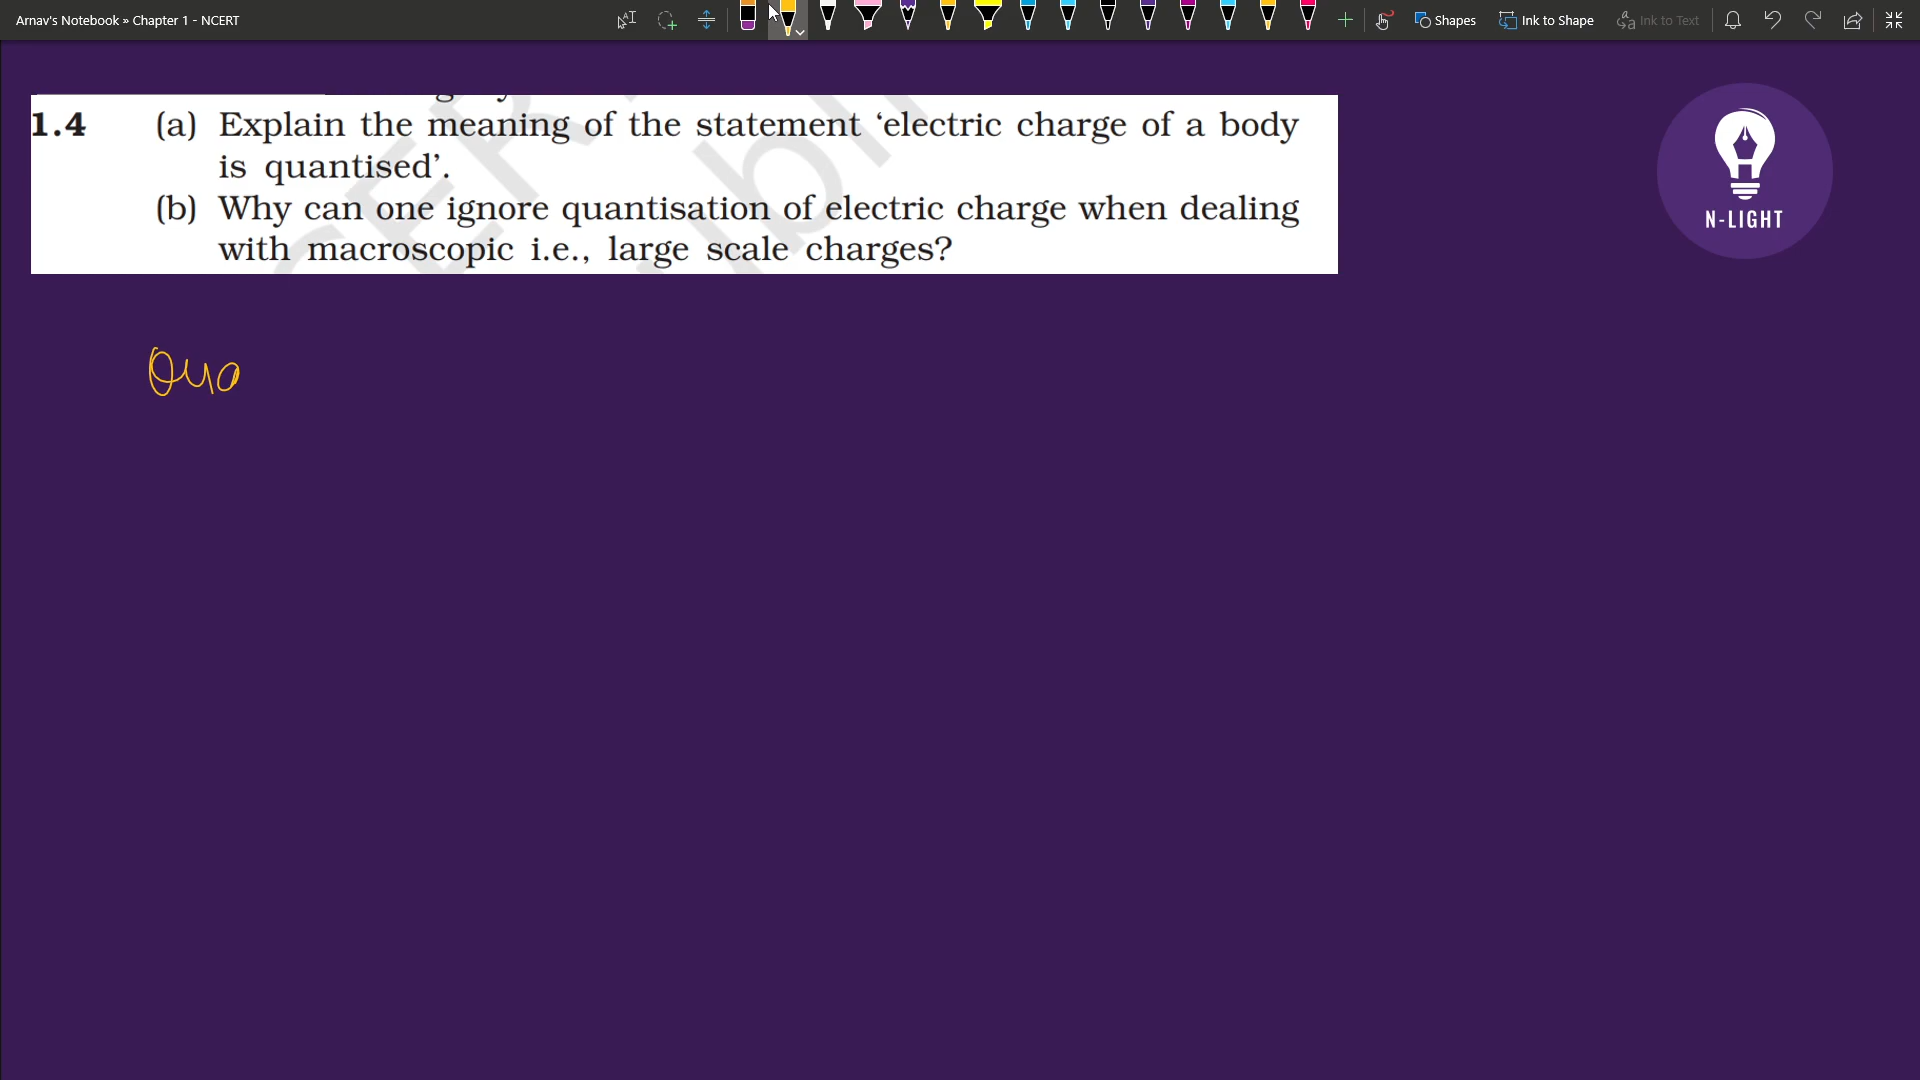 Arnav's Notebook » Chapter 1 - NCERT
Shapes
Ink to Shape
Ink to Text
1.4 (a) Explain the meaning of the statement ‘electric charge of a body
is quantised’.
(b) Why can one ignore quantisation of electric charge when dealing
with macroscopic i.e., large scale charges?
N-LIGHT
Qua